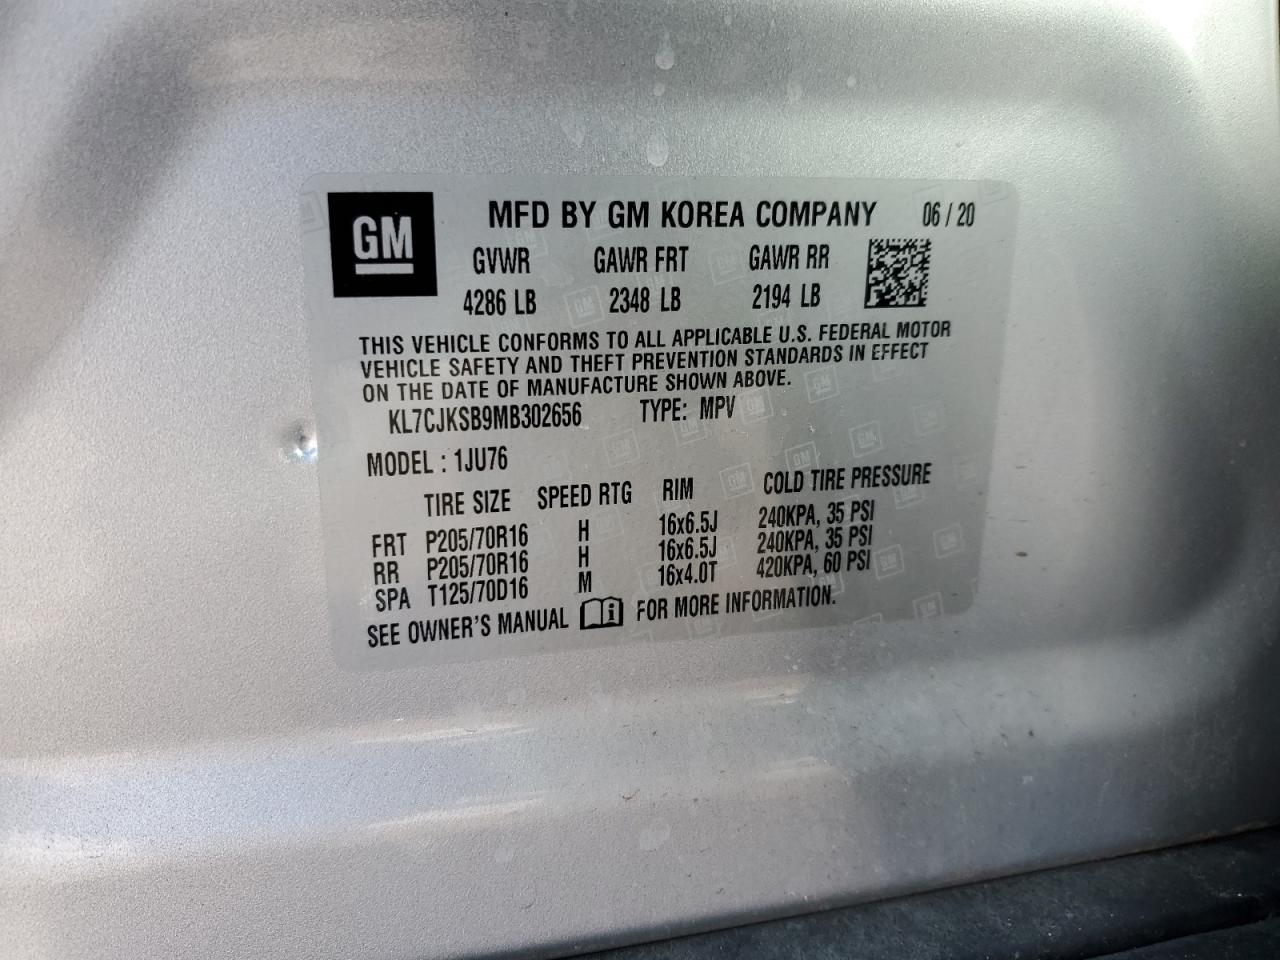 GM MFD BY GM KOREA COMPANY 06 / 20
GVWR GAWR FRT GAWR RR
4286 LB 2348 LB 2194 LB
THIS VEHICLE CONFORMS TO ALL APPLICABLE U.S. FEDERAL MOTOR
VEHICLE SAFETY AND THEFT PREVENTION STANDARDS IN EFFECT
ON THE DATE OF MANUFACTURE SHOWN ABOVE.
KL7CJKSB9MB302656 TYPE: MPV
MODEL : 1JU76
TIRE SIZE SPEED RTG RIM COLD TIRE PRESSURE
FRT P205/70R16 H 16x6.5J 240KPA, 35 PSI
RR P205/70R16 H 16x6.5J 240KPA, 35 PSI
SPA T125/70D16 M 16x4.0T 420KPA, 60 PSI
SEE OWNER'S MANUAL i FOR MORE INFORMATION.